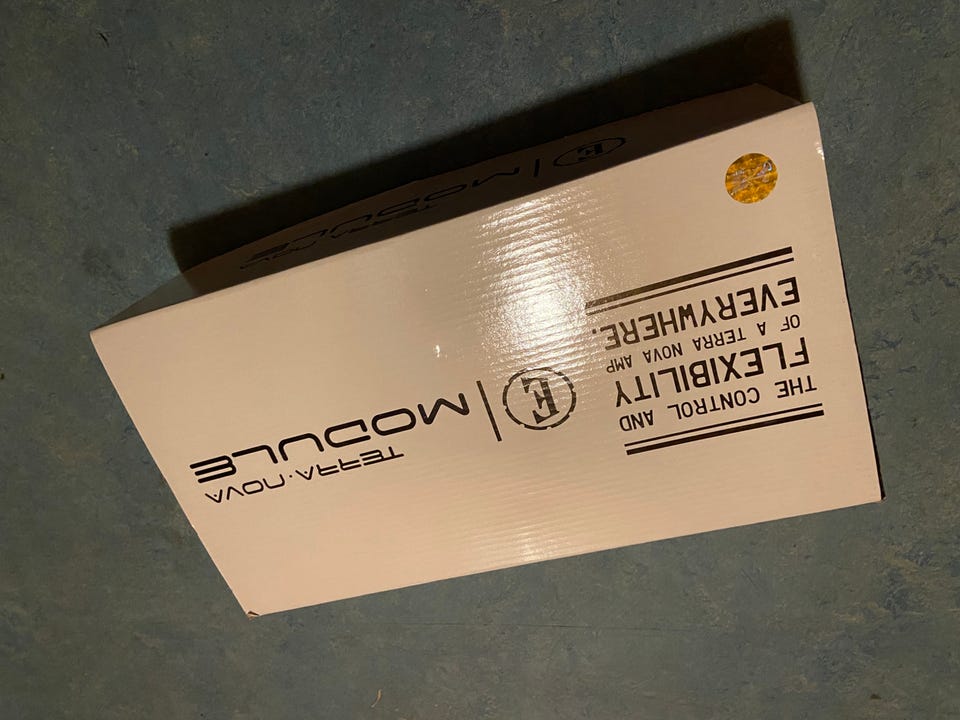 THE CONTROL AND
FLEXIBILITY
OF A TERRA NOVA AMP
EVERYWHERE.
E
TERRA·NOVA
MODULE
E
TERRA·NOVA
MODULE